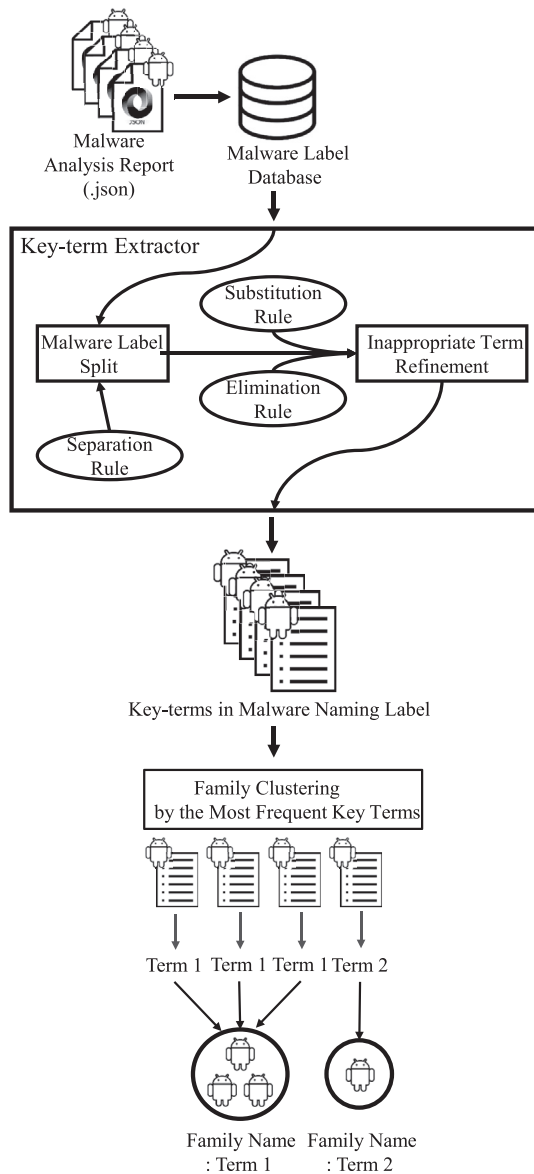 JSON
Malware
Analysis Report
(.json)
Malware Label
Database
Key-term Extractor
Substitution
Rule
Malware Label
Split
Inappropriate Term
Refinement
Elimination
Rule
Separation
Rule
Key-terms in Malware Naming Label
Family Clustering
by the Most Frequent Key Terms
Term 1 Term 1 Term 1 Term 2
Family Name
: Term 1
Family Name
: Term 2